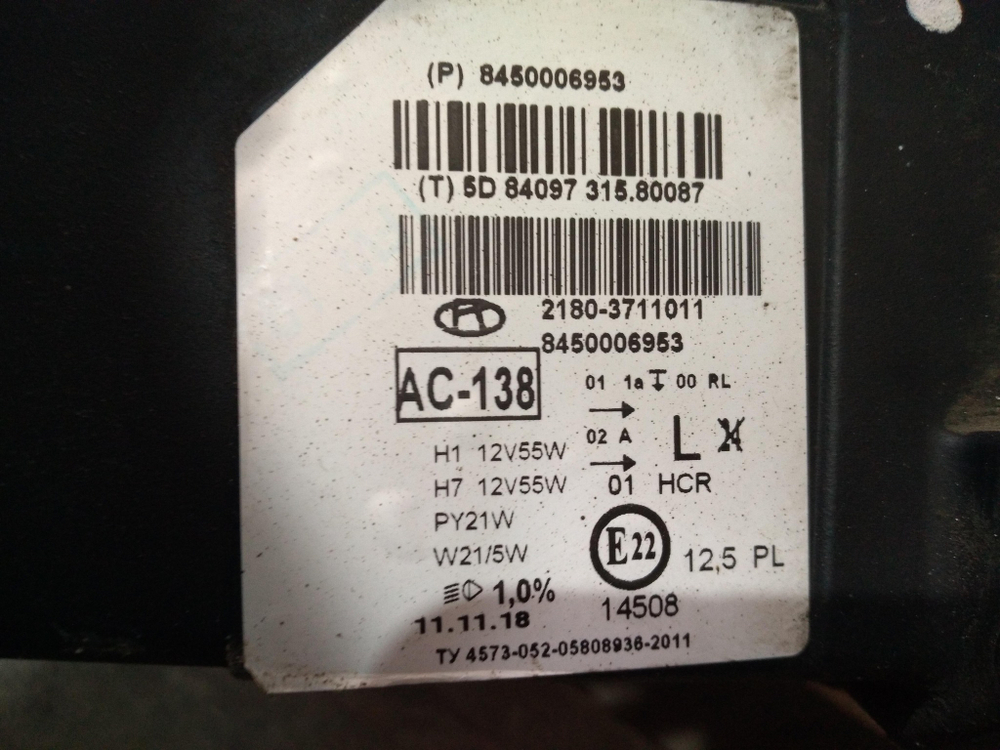 (P) 8450006953
(T) 5D 84097 315.80087
2180-3711011
8450006953
AC-138
01 1a 00 RL
02 A L
H1 12V55W
H7 12V55W 01 HCR
PY21W
E22
W21/5W 12,5 PL
1,0%
14508
11.11.18
ТУ 4573-052-05808936-2011